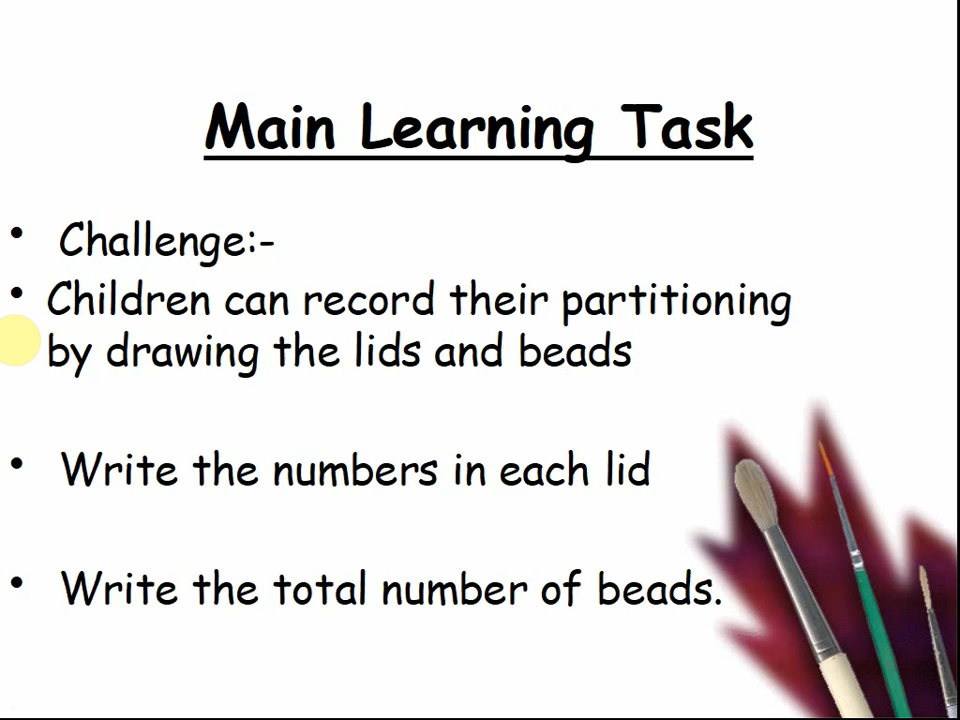 Main Learning Task
• Challenge:-
• Children can record their partitioning
by drawing the lids and beads
• Write the numbers in each lid
• Write the total number of beads.